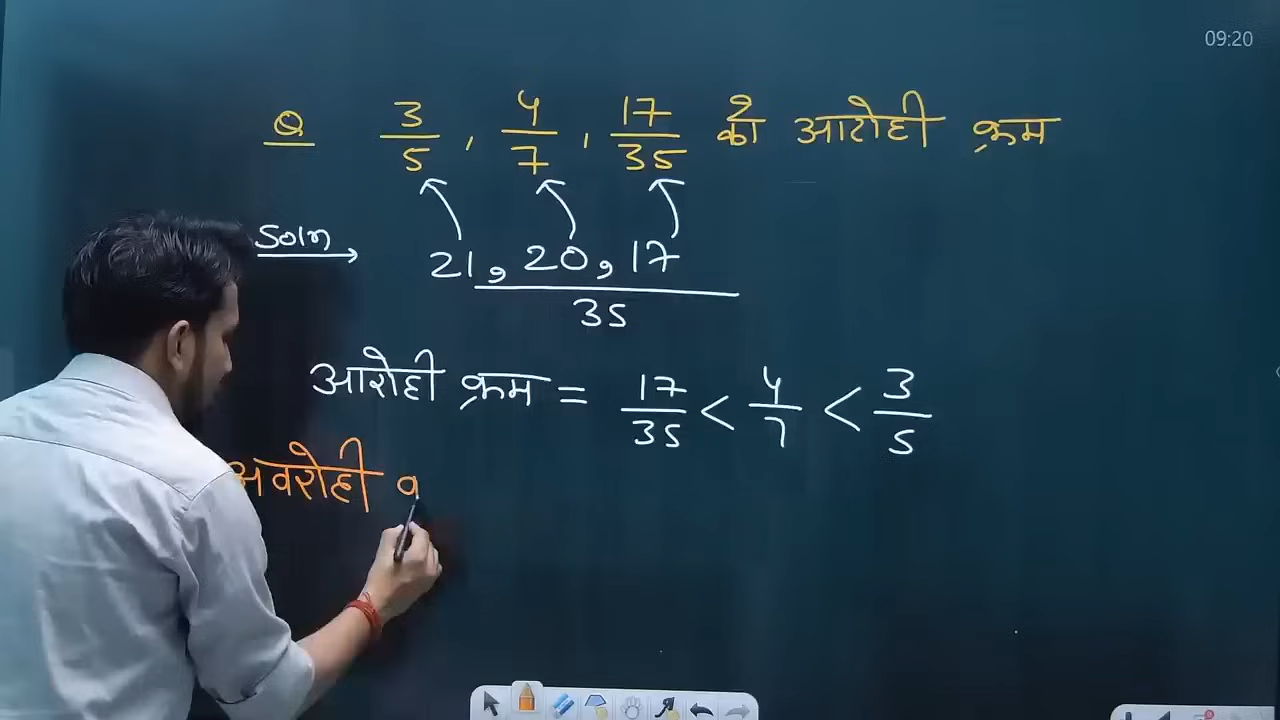 09:20
Q 3/5 , 4/7 , 17/35 का आरोही क्रम
Soln → 21, 20, 17
35
आरोही क्रम = 17/35 < 4/7 < 3/5
अवरोही